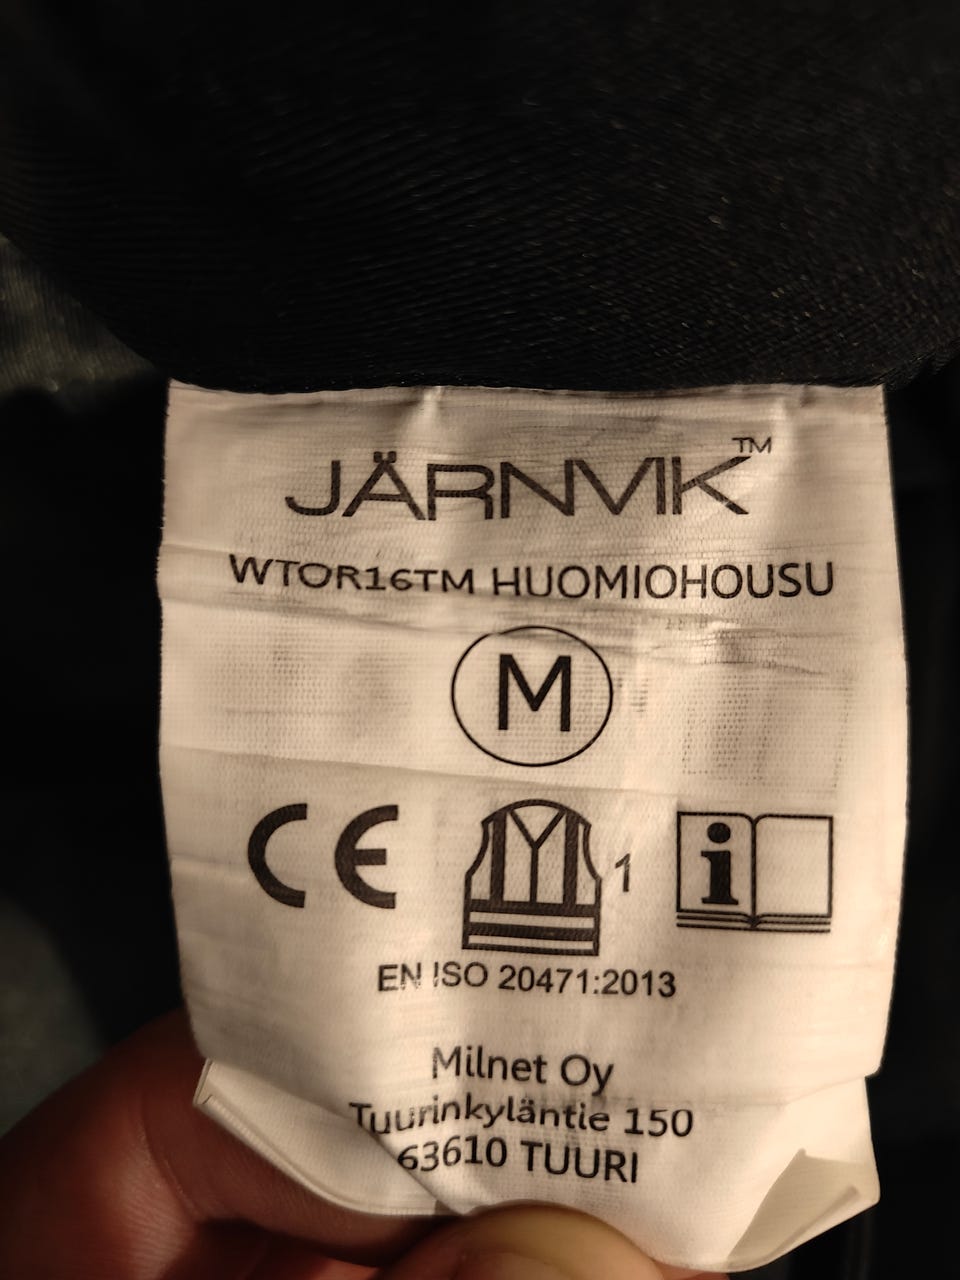 JÄRNVIK™
WTOR16TM HUOMIOHOUSU
M
CE 1 i
EN ISO 20471:2013
Milnet Oy
Tuurinkyläntie 150
63610 TUURI